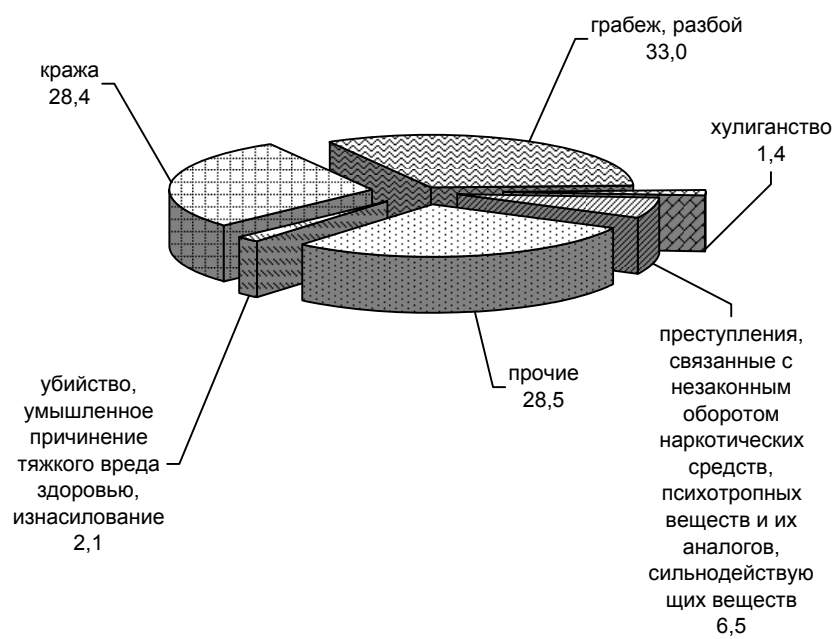 грабеж, разбой
33,0
кража
28,4
хулиганство
1,4
преступления,
связанные с
незаконным
оборотом
наркотических
средств,
психотропных
веществ и их
аналогов,
сильнодействую
щих веществ
6,5
прочие
28,5
убийство,
умышленное
причинение
тяжкого вреда
здоровью,
изнасилование
2,1